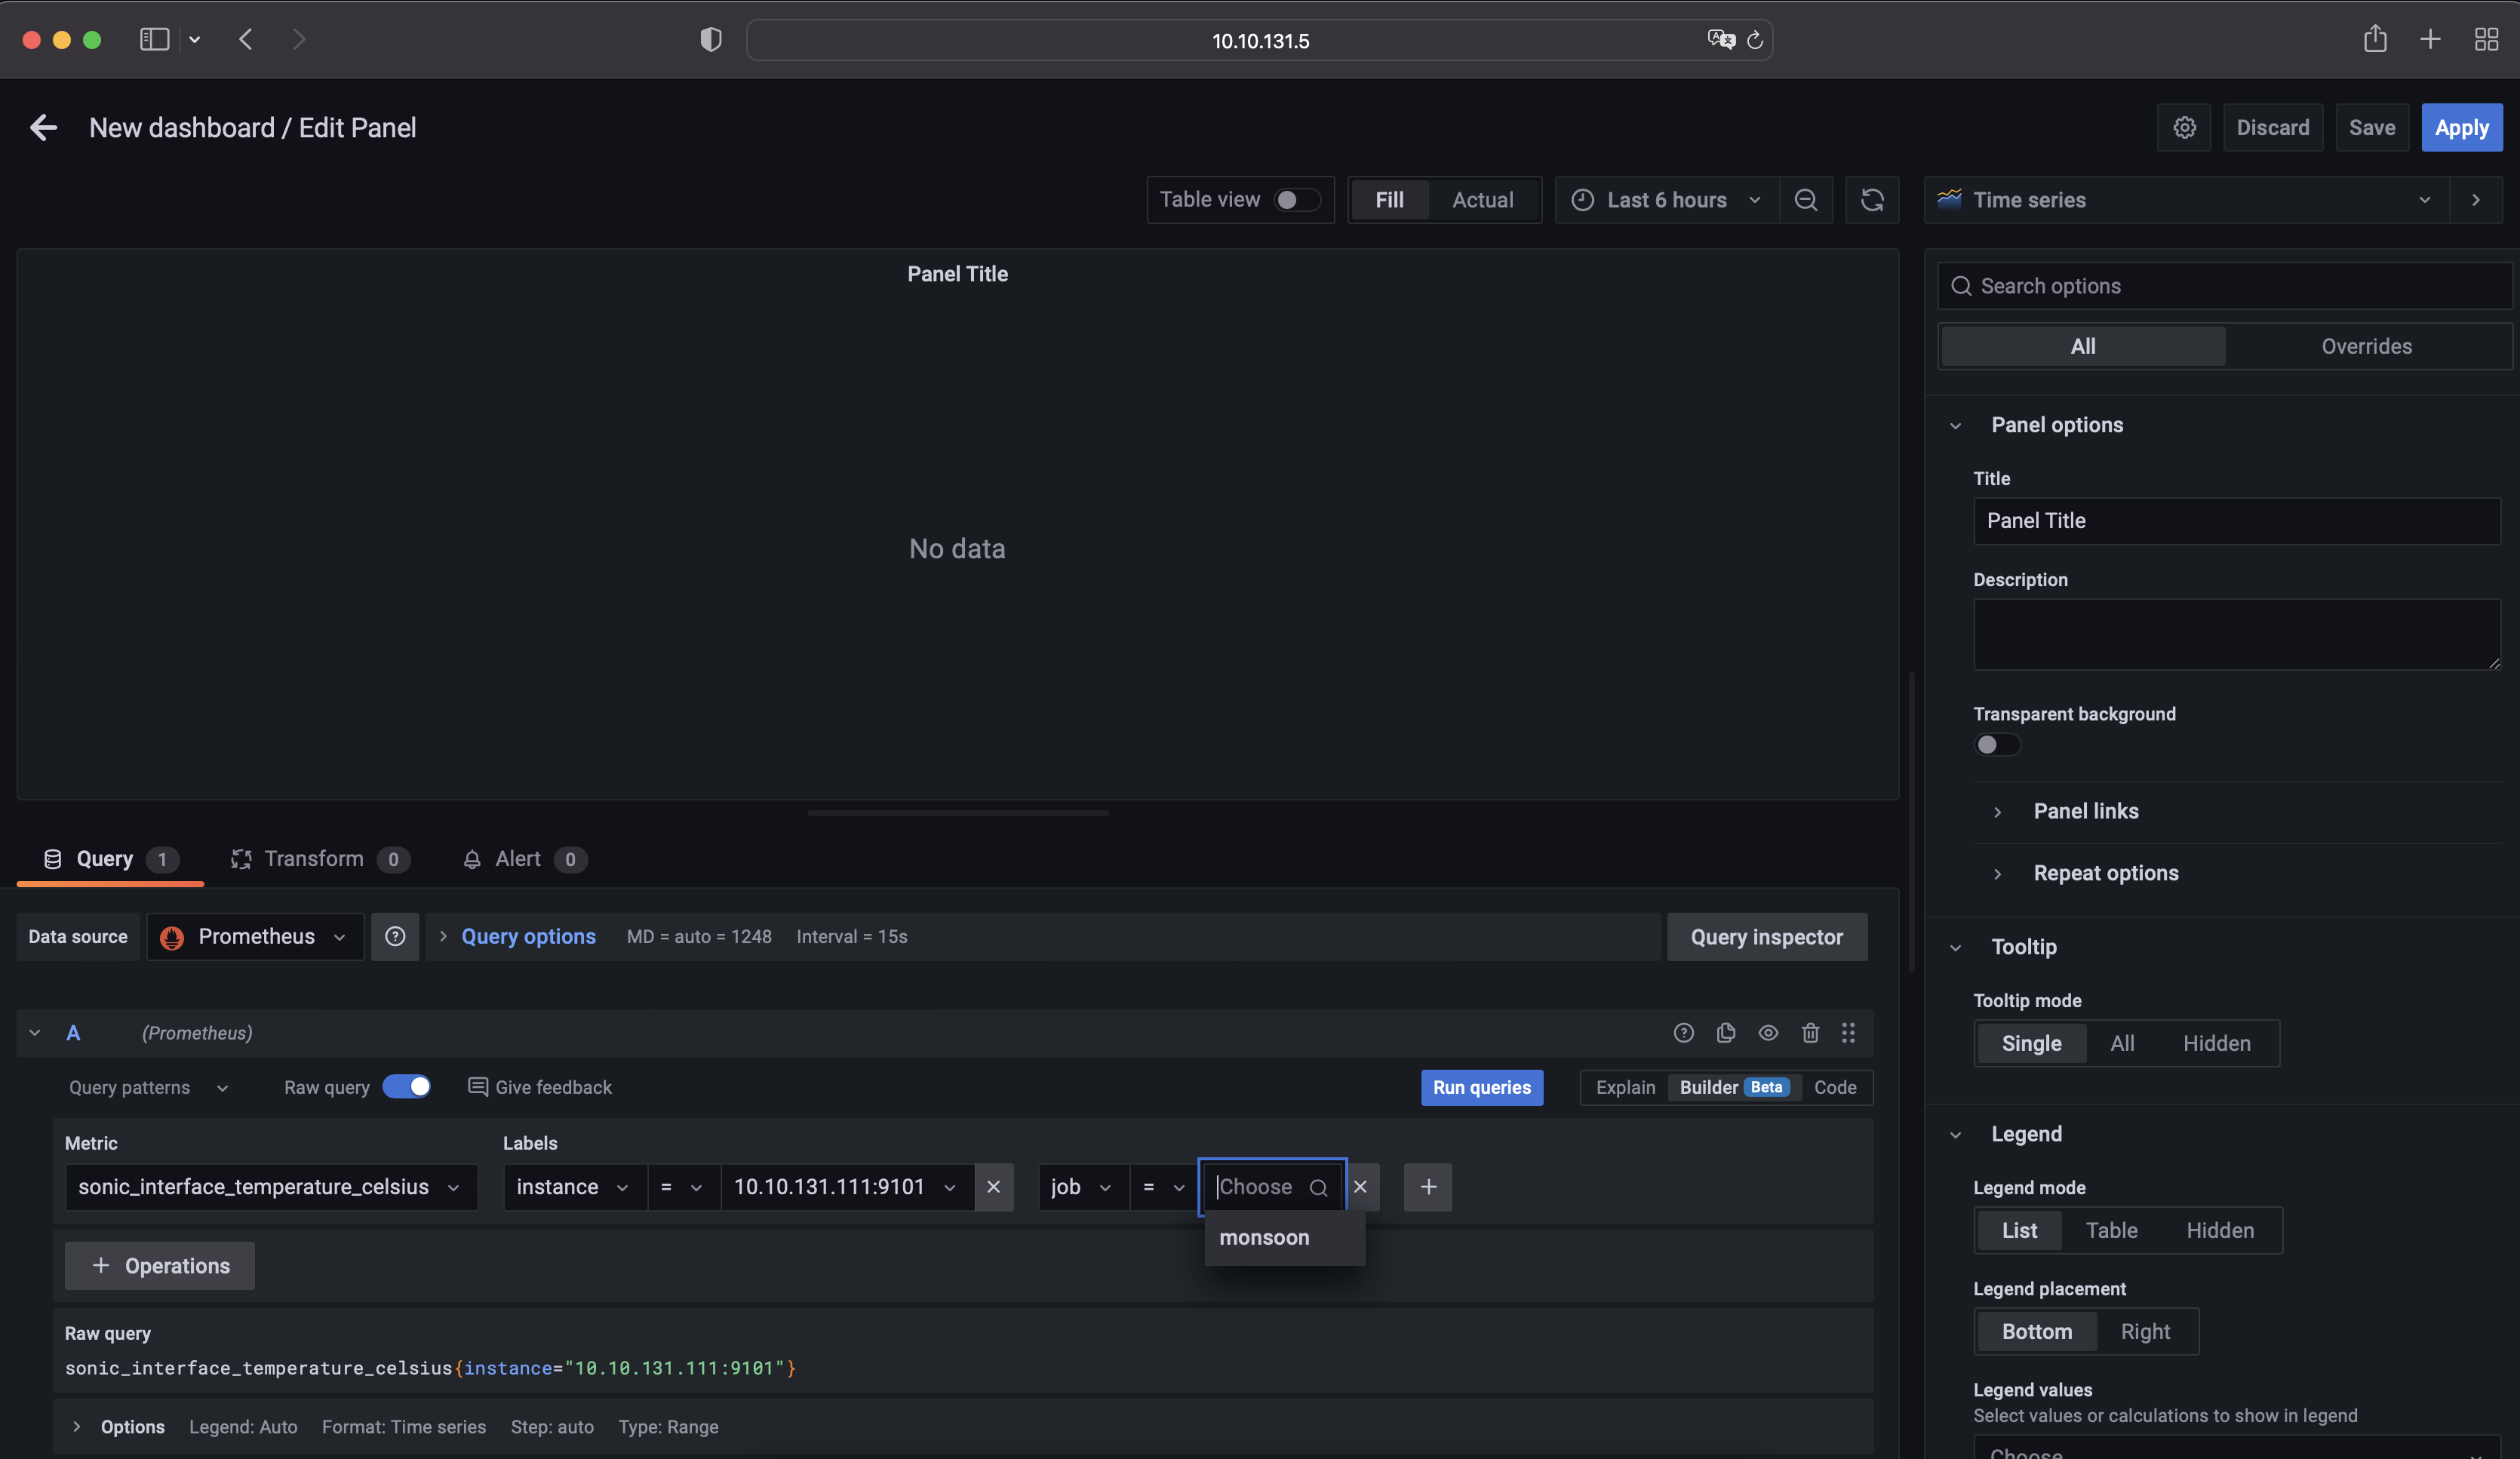 10.10.131.5
New dashboard / Edit Panel
Discard
Save
Apply
Table view
Fill
Actual
Last 6 hours
Time series
Panel Title
No data
Search options
All
Overrides
Panel options
Title
Panel Title
Description
Transparent background
Panel links
Repeat options
Tooltip
Tooltip mode
Single
All
Hidden
Legend
Legend mode
List
Table
Hidden
Legend placement
Bottom
Right
Legend values
Select values or calculations to show in legend
Choose
Query 1
Transform 0
Alert 0
Data source
Prometheus
Query options
MD = auto = 1248
Interval = 15s
Query inspector
A
(Prometheus)
Query patterns
Raw query
Give feedback
Run queries
Explain
Builder Beta
Code
Metric
Labels
sonic_interface_temperature_celsius
instance
=
10.10.131.111:9101
job
=
Choose
monsoon
+ Operations
Raw query
sonic_interface_temperature_celsius{instance="10.10.131.111:9101"}
Options
Legend: Auto
Format: Time series
Step: auto
Type: Range